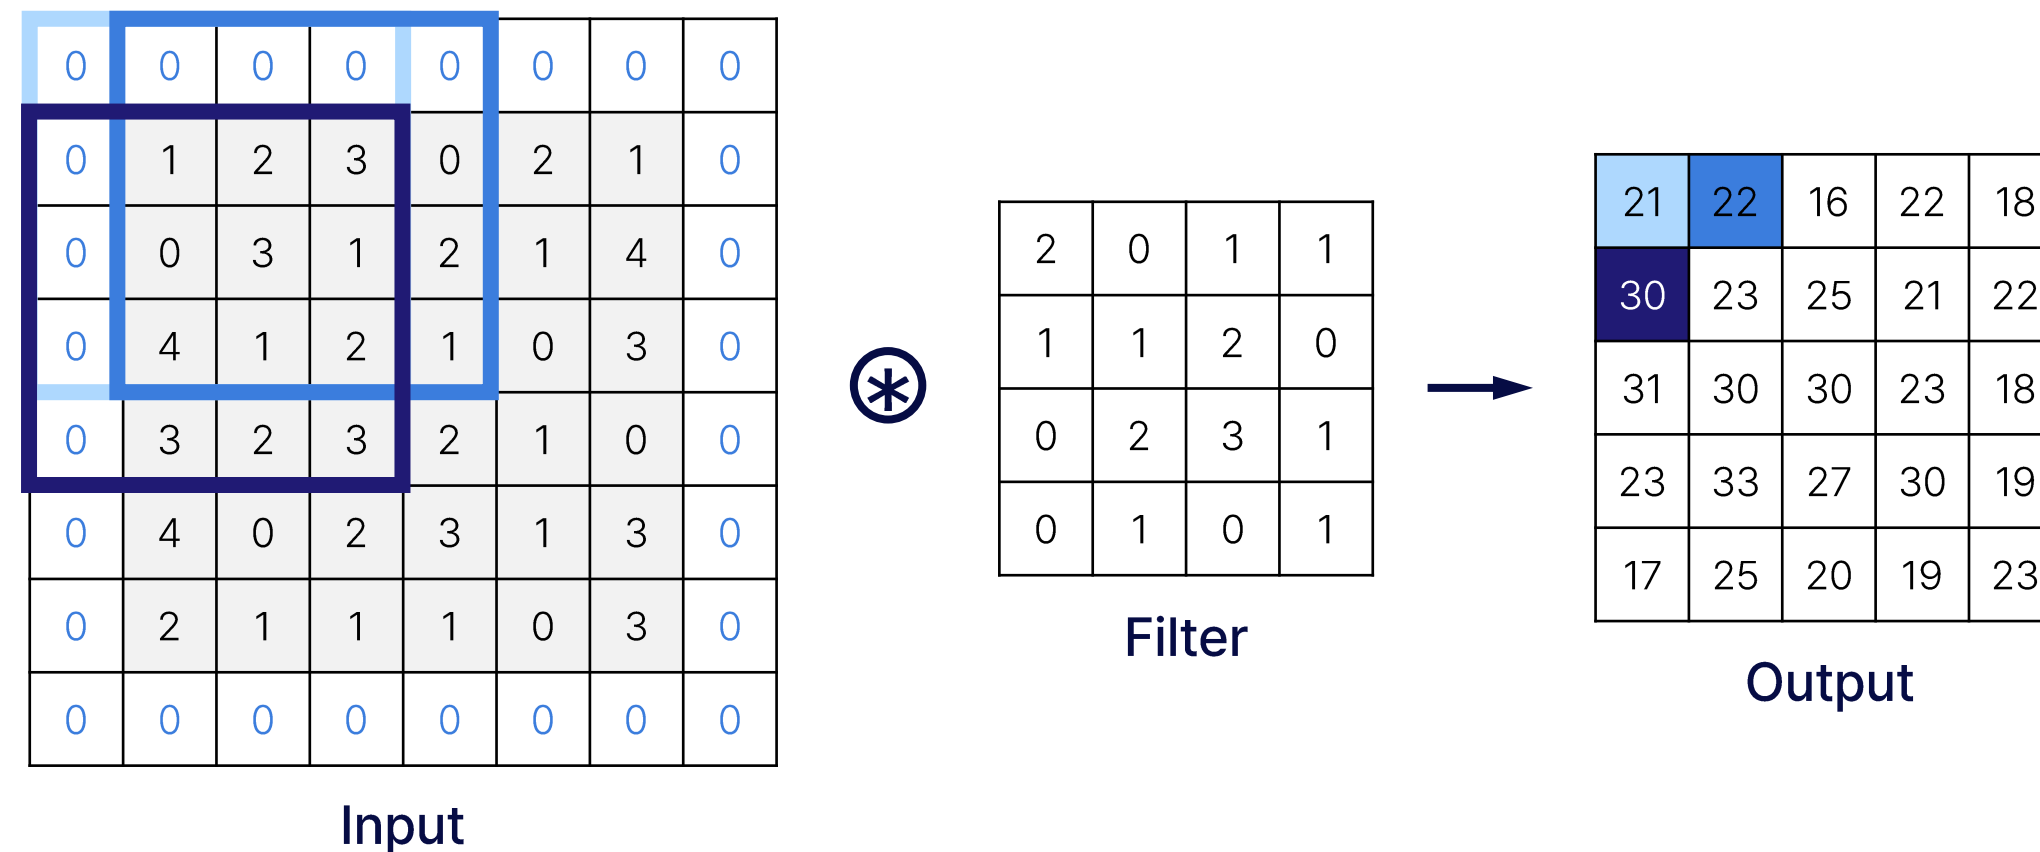 0 0 0 0 0 0 0 0
0 1 2 3 0 2 1 0
0 0 3 1 2 1 4 0
0 4 1 2 1 0 3 0
0 3 2 3 2 1 0 0
0 4 0 2 3 1 3 0
0 2 1 1 1 0 3 0
0 0 0 0 0 0 0 0
Input
*
2 0 1 1
1 1 2 0
0 2 3 1
0 1 0 1
Filter
21 22 16 22 18
30 23 25 21 22
31 30 30 23 18
23 33 27 30 19
17 25 20 19 23
Output